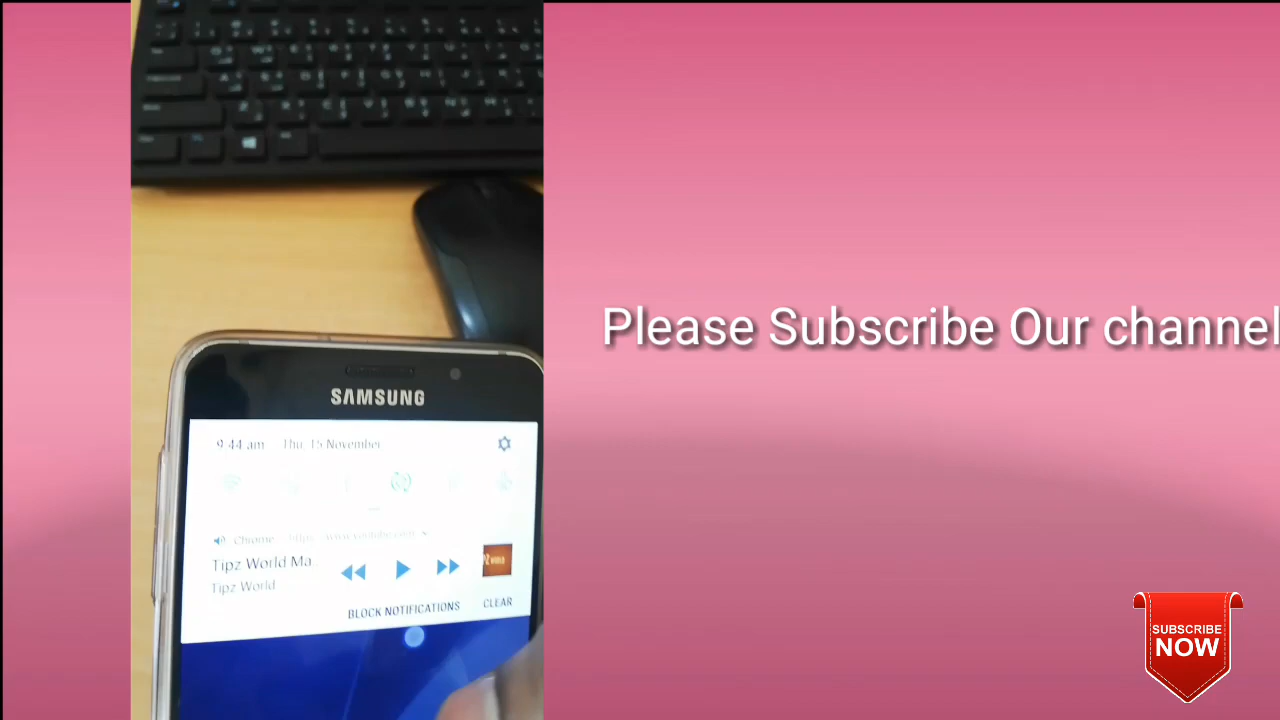 Please Subscribe Our channel
SAMSUNG
9:44 am Thu, 15 November
Chrome
Tipz World Ma...
Tipz World
BLOCK NOTIFICATIONS CLEAR
SUBSCRIBE
NOW